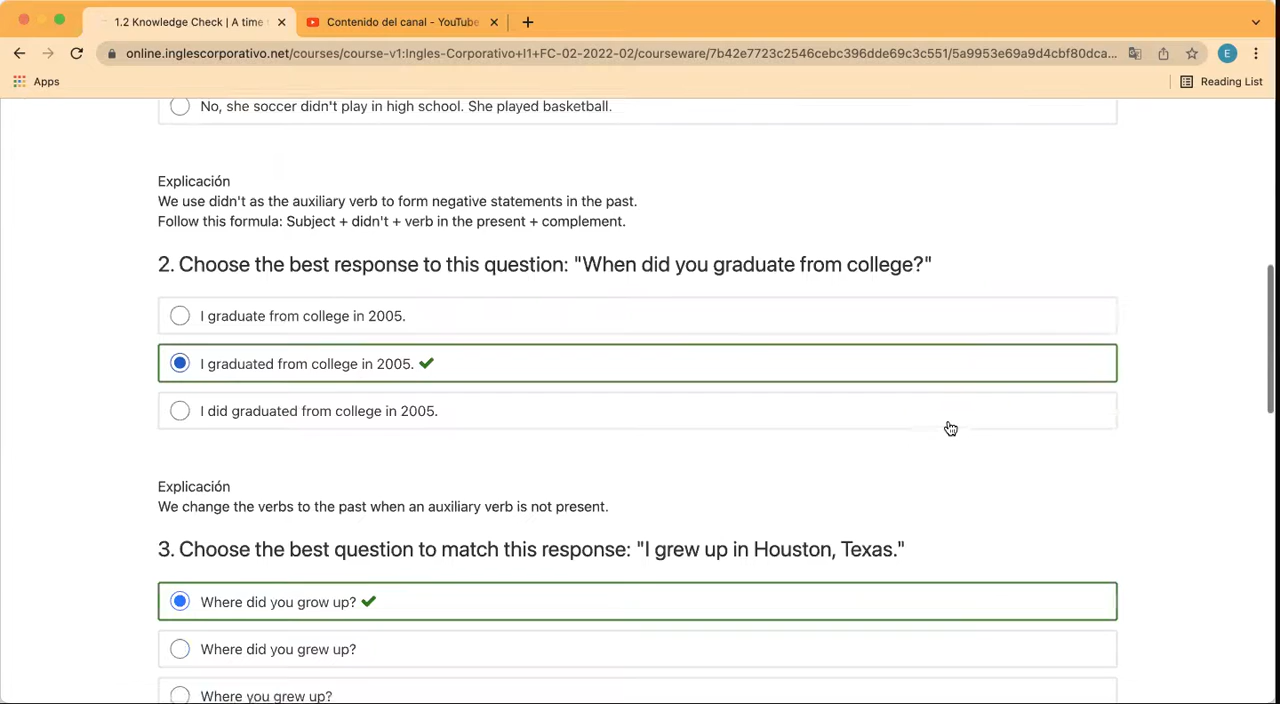 1.2 Knowledge Check | A time
Contenido del canal - YouTube
online.inglescorporativo.net/courses/course-v1:Ingles-Corporativo+I1+FC-02-2022-02/courseware/7b42e7723c2546cebc396dde69c3c551/5a9953e69a9d4cbf80dca...
E
Apps
Reading List
No, she soccer didn't play in high school. She played basketball.
Explicación
We use didn't as the auxiliary verb to form negative statements in the past.
Follow this formula: Subject + didn't + verb in the present + complement.
2. Choose the best response to this question: "When did you graduate from college?"
I graduate from college in 2005.
I graduated from college in 2005.
I did graduated from college in 2005.
Explicación
We change the verbs to the past when an auxiliary verb is not present.
3. Choose the best question to match this response: "I grew up in Houston, Texas."
Where did you grow up?
Where did you grew up?
Where you grew up?